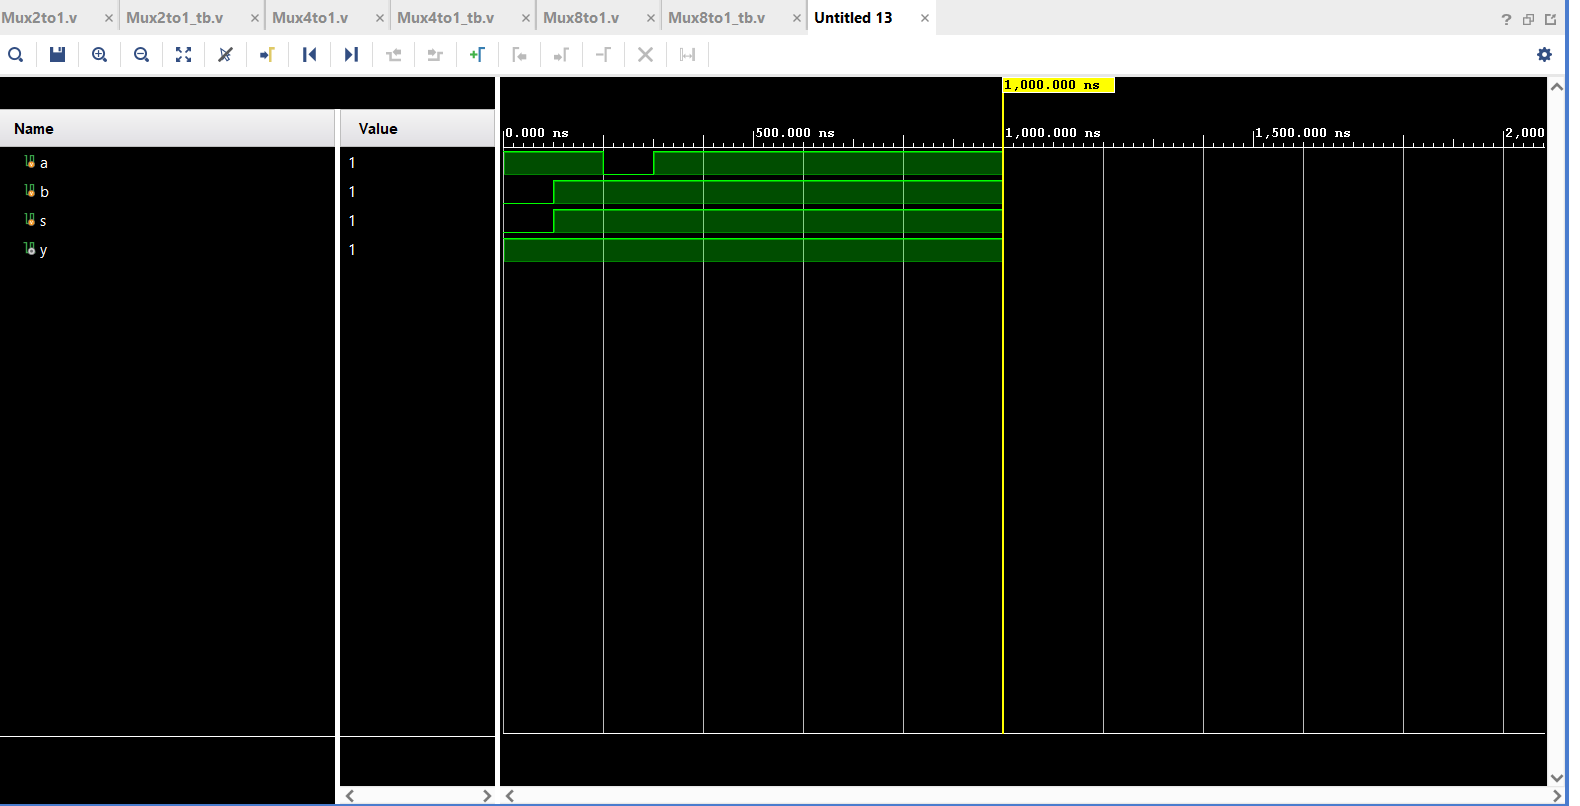 Mux2to1.v × Mux2to1_tb.v × Mux4to1.v × Mux4to1_tb.v × Mux8to1.v × Mux8to1_tb.v × Untitled 13 × ?
1,000.000 ns
Name Value
0.000 ns 500.000 ns 1,000.000 ns 1,500.000 ns 2,000
a 1
b 1
s 1
y 1